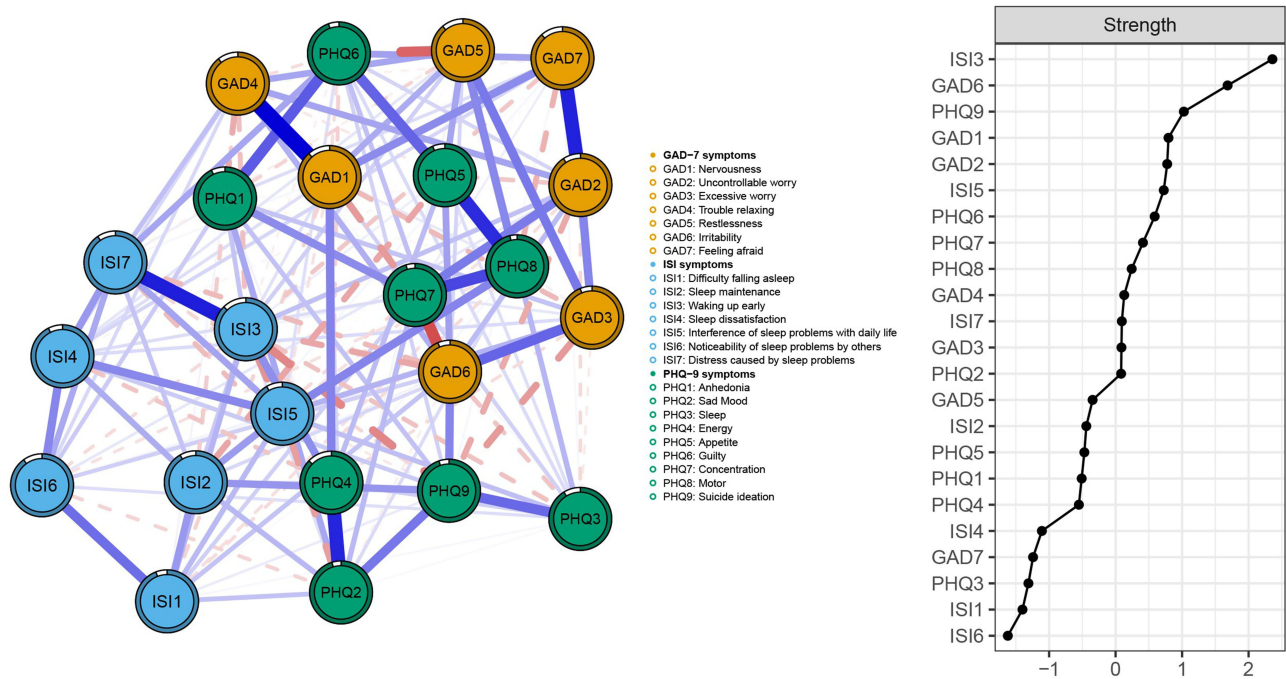 PHQ6
GAD5
GAD7
GAD4
GAD1
PHQ5
GAD2
PHQ1
ISI7
PHQ8
PHQ7
GAD3
ISI3
ISI4
GAD6
ISI5
ISI6
ISI2
PHQ4
PHQ9
PHQ3
PHQ2
ISI1
GAD−7 symptoms
GAD1: Nervousness
GAD2: Uncontrollable worry
GAD3: Excessive worry
GAD4: Trouble relaxing
GAD5: Restlessness
GAD6: Irritability
GAD7: Feeling afraid
ISI symptoms
ISI1: Difficulty falling asleep
ISI2: Sleep maintenance
ISI3: Waking up early
ISI4: Sleep dissatisfaction
ISI5: Interference of sleep problems with daily life
ISI6: Noticeability of sleep problems by others
ISI7: Distress caused by sleep problems
PHQ−9 symptoms
PHQ1: Anhedonia
PHQ2: Sad Mood
PHQ3: Sleep
PHQ4: Energy
PHQ5: Appetite
PHQ6: Guilty
PHQ7: Concentration
PHQ8: Motor
PHQ9: Suicide ideation
Strength
ISI3
GAD6
PHQ9
GAD1
GAD2
ISI5
PHQ6
PHQ7
PHQ8
GAD4
ISI7
GAD3
PHQ2
GAD5
ISI2
PHQ5
PHQ1
PHQ4
ISI4
GAD7
PHQ3
ISI1
ISI6
−1 0 1 2